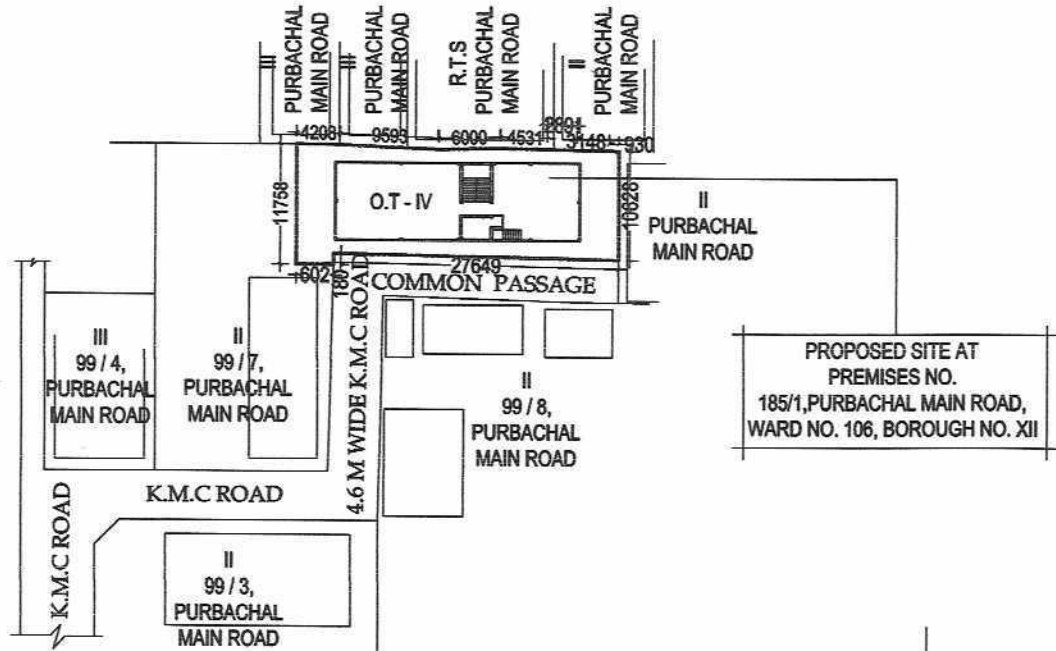 III
PURBACHAL
MAIN ROAD
III
PURBACHAL
MAIN ROAD
R.T.S
PURBACHAL
MAIN ROAD
II
PURBACHAL
MAIN ROAD
4208
9593
6000
4531
3148
930
11758
O.T - IV
10628
II
PURBACHAL
MAIN ROAD
602
180
27649
COMMON PASSAGE
4.6 M WIDE K.M.C ROAD
III
99 / 4,
PURBACHAL
MAIN ROAD
II
99 / 7,
PURBACHAL
MAIN ROAD
II
99 / 8,
PURBACHAL
MAIN ROAD
PROPOSED SITE AT
PREMISES NO.
185/1,PURBACHAL MAIN ROAD,
WARD NO. 106, BOROUGH NO. XII
K.M.C ROAD
K.M.C ROAD
II
99 / 3,
PURBACHAL
MAIN ROAD